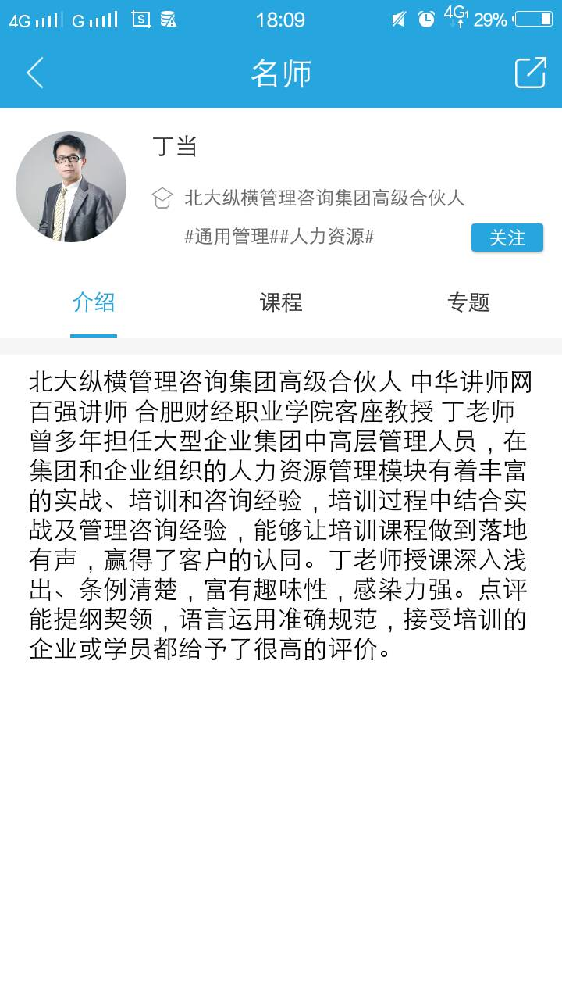 4G G 18:09 4G 29%
名师
丁当
北大纵横管理咨询集团高级合伙人
#通用管理##人力资源#
关注
介绍 课程 专题
北大纵横管理咨询集团高级合伙人 中华讲师网
百强讲师 合肥财经职业学院客座教授 丁老师
曾多年担任大型企业集团中高层管理人员，在
集团和企业组织的人力资源管理模块有着丰富
的实战、培训和咨询经验，培训过程中结合实
战及管理咨询经验，能够让培训课程做到落地
有声，赢得了客户的认同。丁老师授课深入浅
出、条例清楚，富有趣味性，感染力强。点评
能提纲契领，语言运用准确规范，接受培训的
企业或学员都给予了很高的评价。